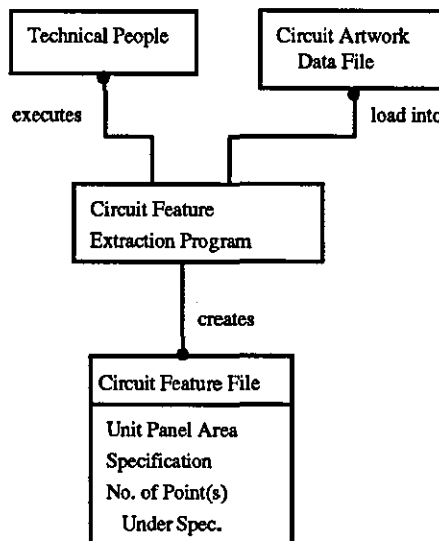 Technical People
Circuit Artwork
Data File
executes
load into
Circuit Feature
Extraction Program
creates
Circuit Feature File
Unit Panel Area
Specification
No. of Point(s)
Under Spec.